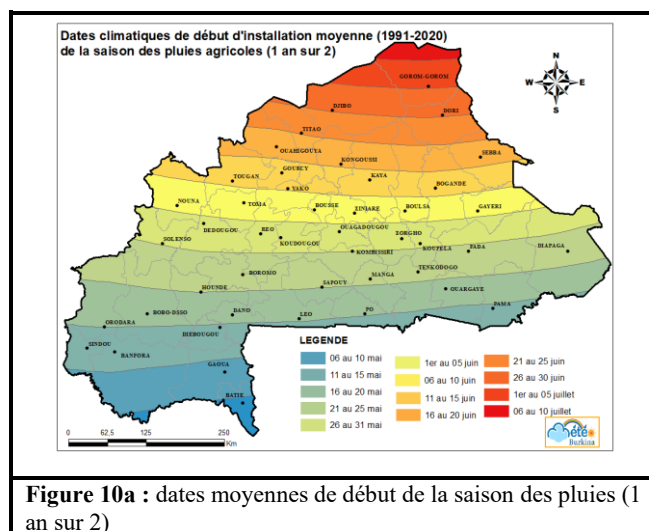 Dates climatiques de début d'installation moyenne (1991-2020)
de la saison des pluies agricoles (1 an sur 2)
N
W E
S
GOROM-GOROM
DJIBO
DORI
TITAO
OUAHIGOUYA
KONGOUSSI
SEBBA
GOURCY
KAYA
TOUGAN
YAKO
BOGANDE
NOUNA
TOMA
BOUSSE
ZINIARE
BOULSA
GAYERI
DEDOUGOU
REO
OUAGADOUGOU
ZORGHO
SOLENSO
KOUDOUGOU
KOMBISSIRI
KOUPELA
FADA
DIAPAGA
BOROMO
MANGA
TENKODOGO
HOUNDE
SAPOUY
OUARGAYE
BOBO-DSSO
DANO
LEO
PO
PAMA
ORODARA
DIEBOUGOU
SINDOU
BANFORA
GAOUA
BATIE
LEGENDE
06 au 10 mai
11 au 15 mai
16 au 20 mai
21 au 25 mai
26 au 31 mai
1er au 05 juin
06 au 10 juin
11 au 15 juin
16 au 20 juin
21 au 25 juin
26 au 30 juin
1er au 05 juillet
06 au 10 juillet
0 62,5 125 250
Km
météo
Burkina
Figure 10a : dates moyennes de début de la saison des pluies (1
an sur 2)